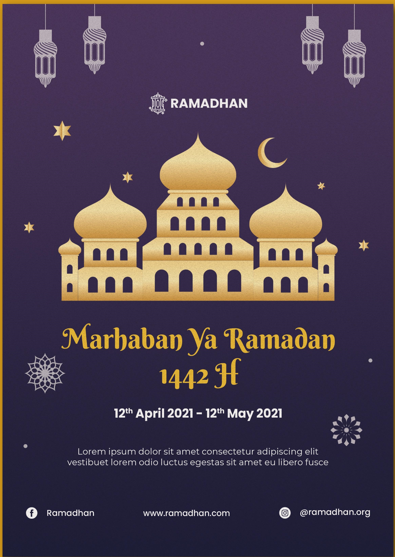 RAMADHAN
Marhaban Ya Ramadan
1442 H
12th April 2021 - 12th May 2021
Lorem ipsum dolor sit amet consectetur adipiscing elit
vestibuet lorem odio luctus egestas sit amet eu libero fusce
Ramadhan
www.ramadhan.com
@ramadhang.org